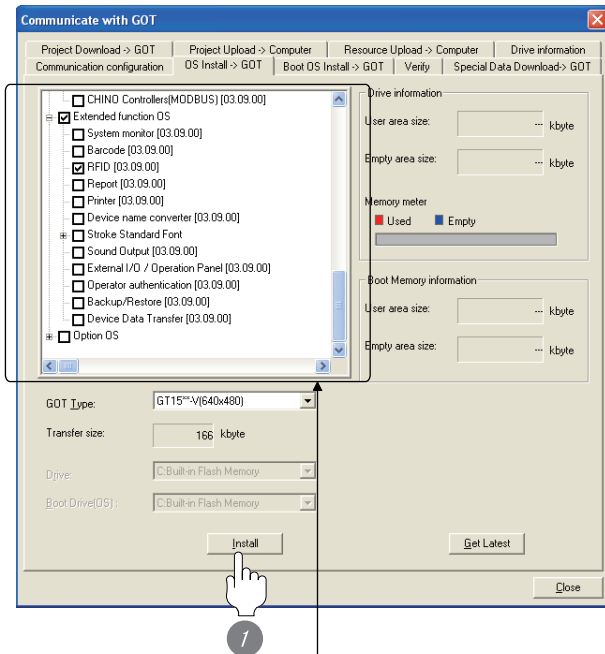 Communicate with GOT
Project Download -> GOT
Project Upload -> Computer
Resource Upload -> Computer
Drive information
Communication configuration
OS Install -> GOT
Boot OS Install -> GOT
Verify
Special Data Download-> GOT
CHINO Controllers(MODBUS) [03.09.00]
Extended function OS
System monitor [03.09.00]
Barcode [03.09.00]
RFID [03.09.00]
Report [03.09.00]
Printer [03.09.00]
Device name converter [03.09.00]
Stroke Standard Font
Sound Output [03.09.00]
External I/O / Operation Panel [03.09.00]
Operator authentication [03.09.00]
Backup/Restore [03.09.00]
Device Data Transfer [03.09.00]
Option OS
Drive information
User area size: --- kbyte
Empty area size: --- kbyte
Memory meter
Used Empty
Boot Memory information
User area size: --- kbyte
Empty area size: --- kbyte
GOT Type: GT15**-V(640x480)
Transfer size: 166 kbyte
Drive: C:Built-in Flash Memory
Boot Drive(OS) : C:Built-in Flash Memory
Install
Get Latest
Close
1